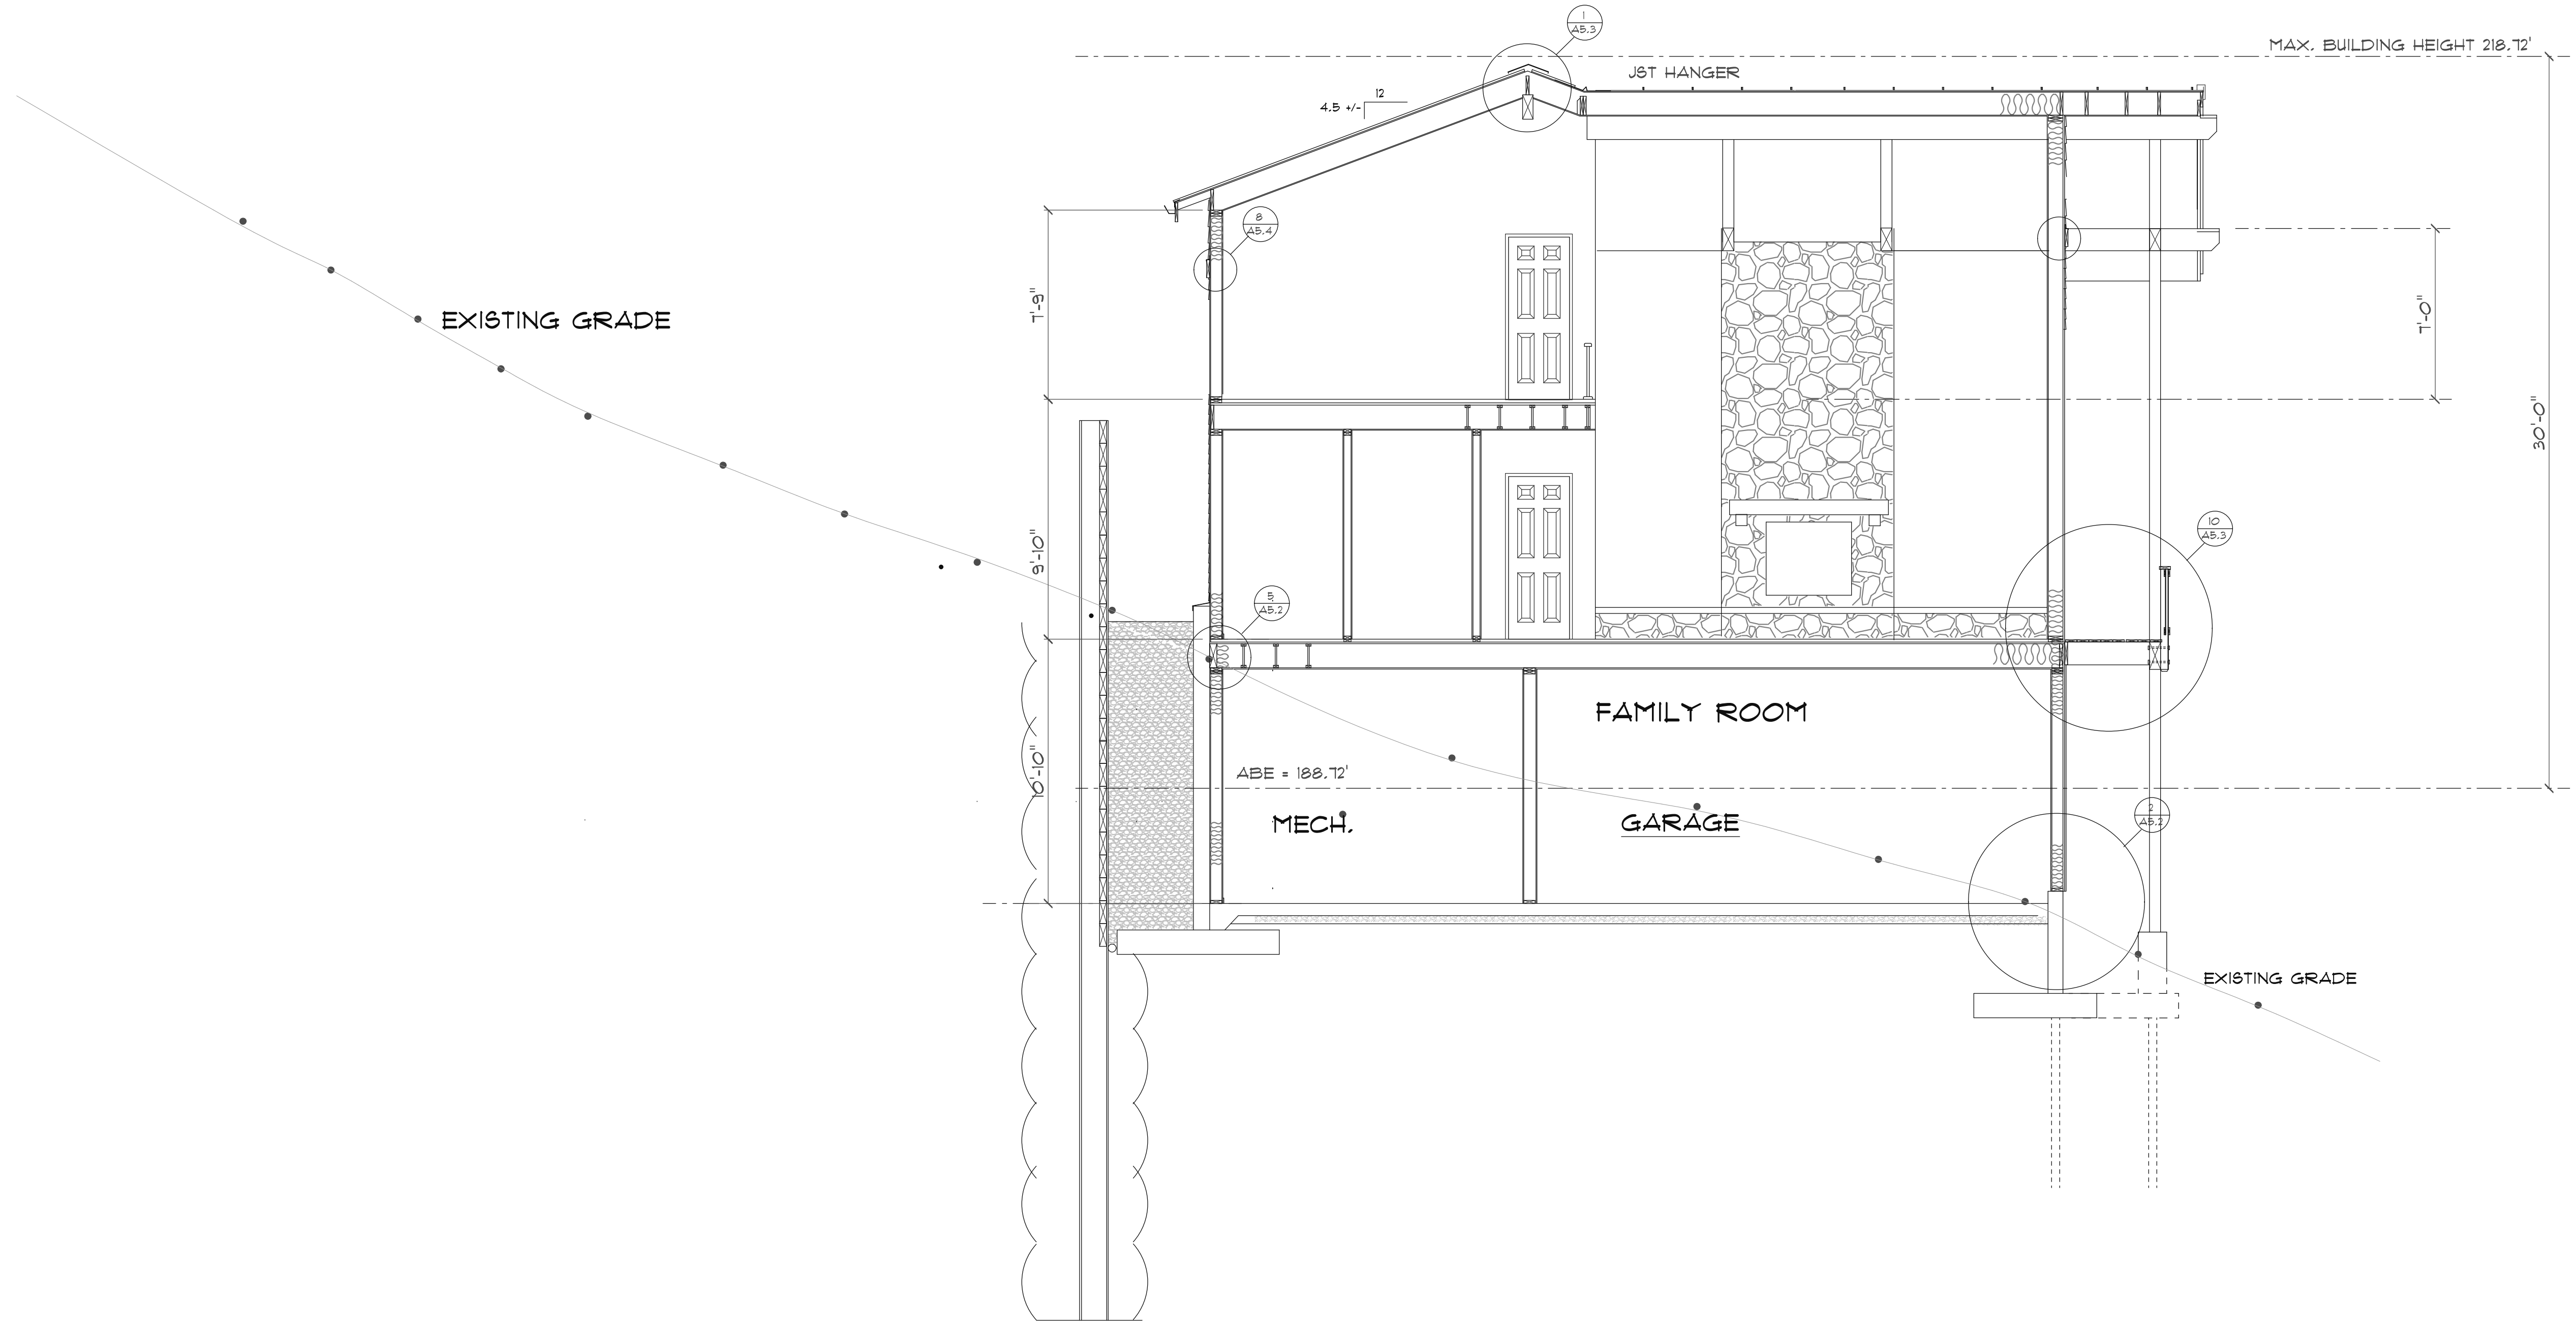 1
A5.3
MAX. BUILDING HEIGHT 218.72'
JST HANGER
12
4.5 +/-
8
A5.4
7'-9"
EXISTING GRADE
7'-0"
30'-0"
10
A5.3
9'-10"
5
A5.2
FAMILY ROOM
ABE = 188.72'
10'-10"
MECH.
GARAGE
2
A5.2
EXISTING GRADE